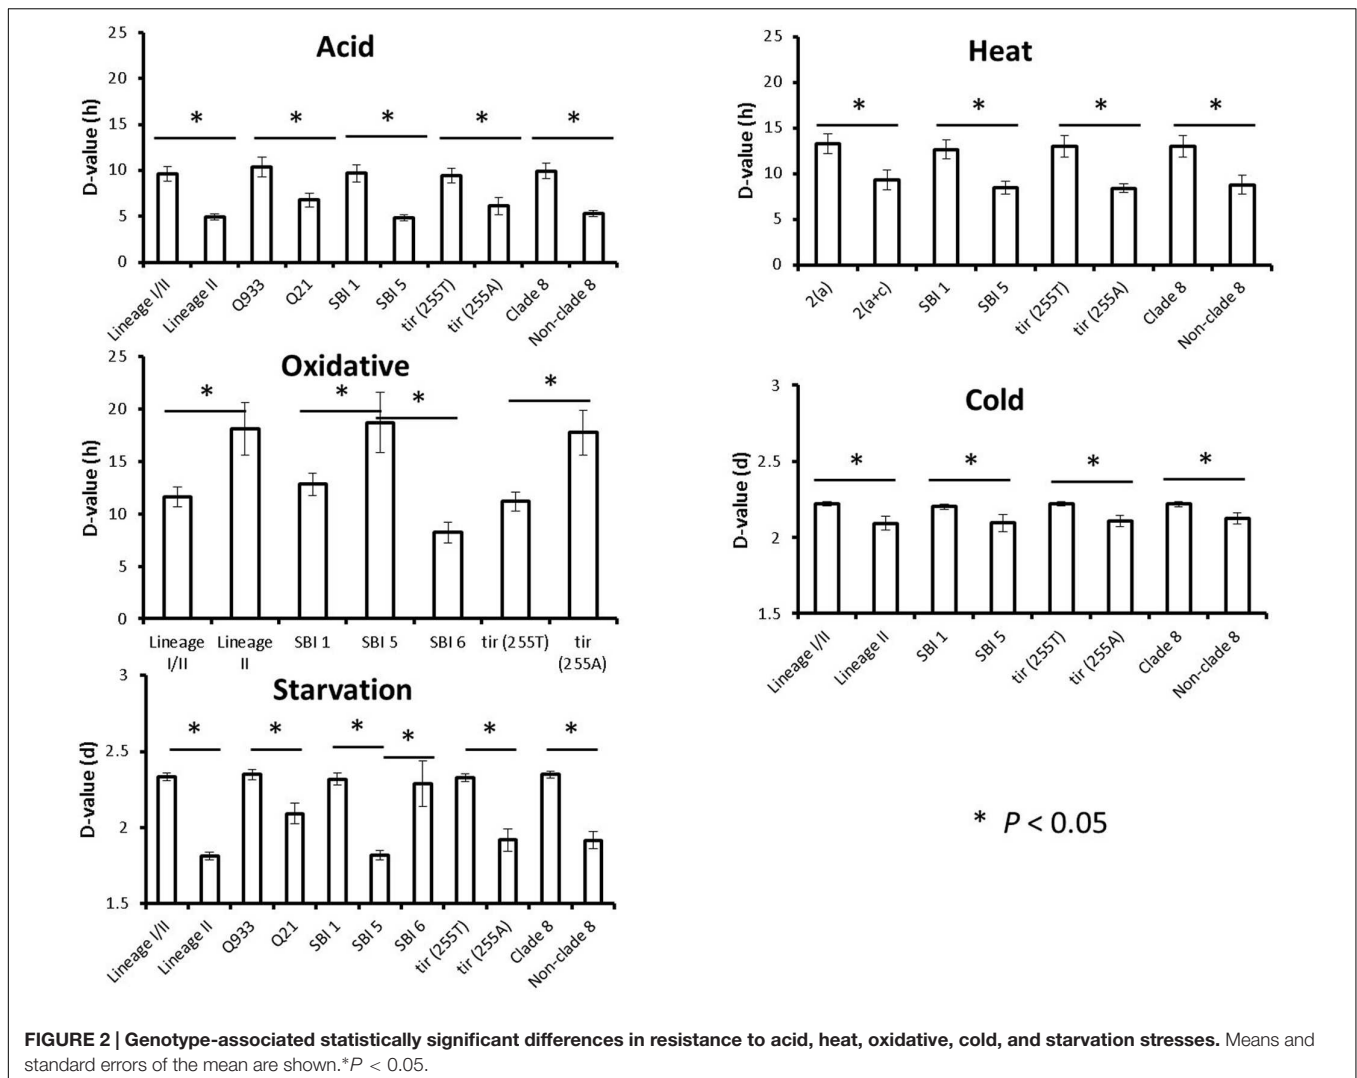 Acid
25
20
15
10
5
0
D-value (h)
* * * * *
Lineage I/II Lineage II Q933 Q21 SBI 1 SBI 5 tir (255T) tir (255A) Clade 8 Non-clade 8
Heat
25
20
15
10
5
0
D-value (h)
* * * *
2(a) 2(a+c) SBI 1 SBI 5 tir (255T) tir (255A) Clade 8 Non-clade 8
Oxidative
25
20
15
10
5
0
D-value (h)
* * * *
Lineage Lineage SBI 1 SBI 5 SBI 6 tir (255T) tir
I/II II (255A)
Cold
3
2.5
2
1.5
D-value (d)
* * * *
Lineage I/II Lineage II SBI 1 SBI 5 tir (255T) tir (255A) Clade 8 Non-clade 8
Starvation
3
2.5
2
1.5
D-value (d)
* * * * * *
Lineage I/II Lineage II Q933 Q21 SBI 1 SBI 5 SBI 6 tir (255T) tir (255A) Clade 8 Non-clade 8
* P < 0.05
FIGURE 2 | Genotype-associated statistically significant differences in resistance to acid, heat, oxidative, cold, and starvation stresses. Means and
standard errors of the mean are shown.*P < 0.05.